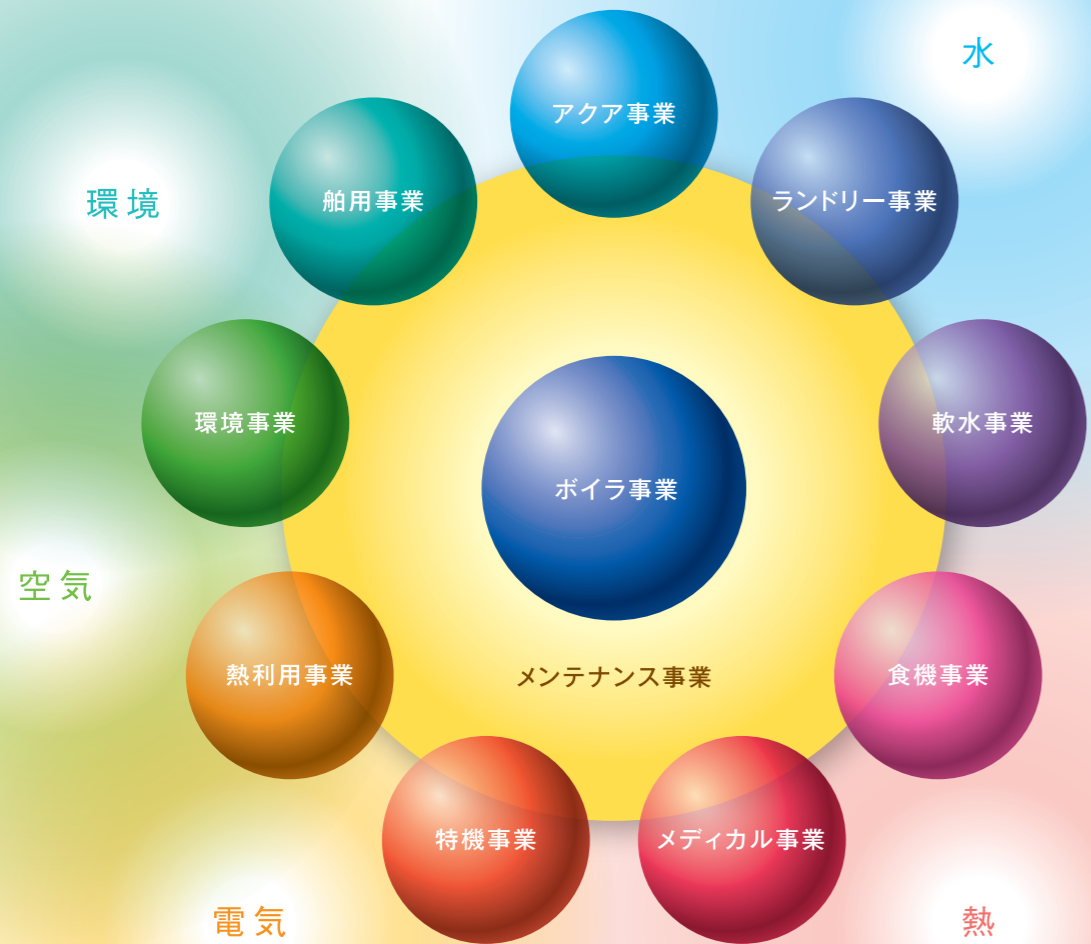 水
アクア事業
環境
舶用事業
ランドリー事業
環境事業
軟水事業
ボイラ事業
空気
熱利用事業
メンテナンス事業
食機事業
特機事業
メディカル事業
電気
熱